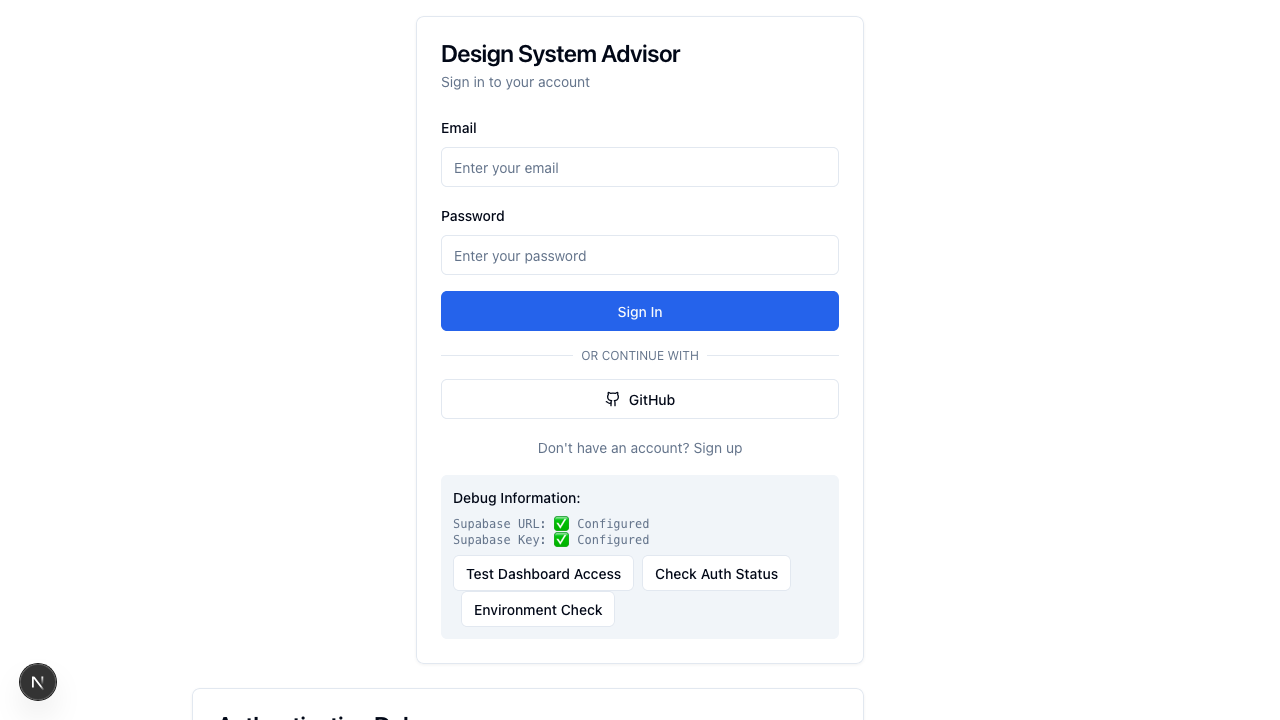 Design System Advisor
Sign in to your account
Email
Enter your email
Password
Enter your password
Sign In
OR CONTINUE WITH
GitHub
Don't have an account? Sign up
Debug Information:
Supabase URL: ✅ Configured
Supabase Key: ✅ Configured
Test Dashboard Access
Check Auth Status
Environment Check
N